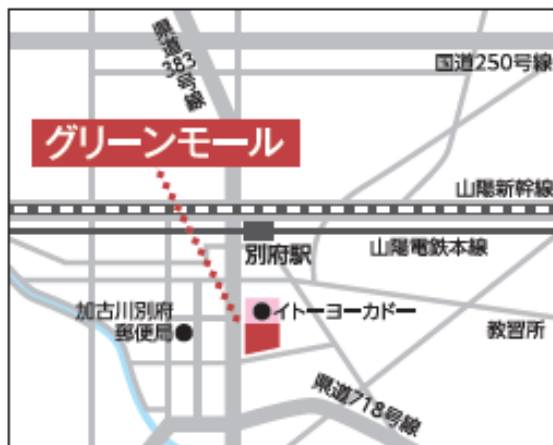 県道383号線
国道250号線
グリーンモール
山陽新幹線
別府駅
山陽電鉄本線
加古川別府
郵便局
イトーヨーカドー
教習所
県道718号線